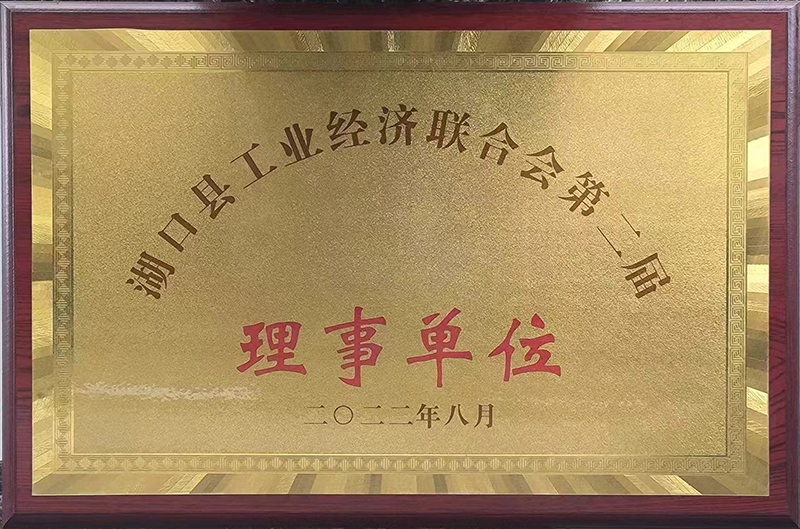 湖口县工业经济联合会第二届
理事单位
二〇二二年八月